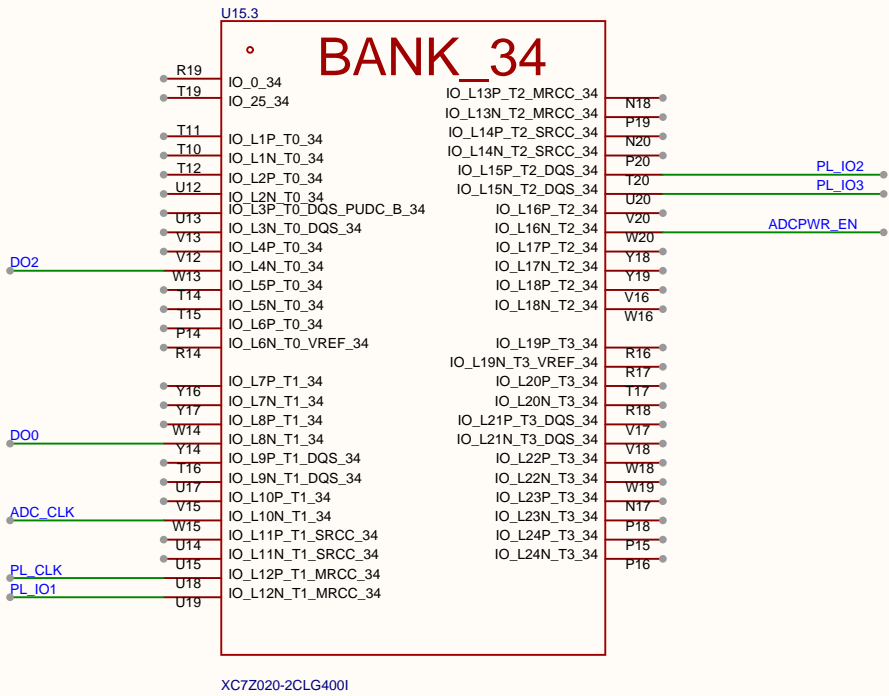 U15.3
BANK_34
R19 IO_0_34
T19 IO_25_34
T11 IO_L1P_T0_34
T10 IO_L1N_T0_34
T12 IO_L2P_T0_34
U12 IO_L2N_T0_34
U13 IO_L3P_T0_DQS_PUDC_B_34
V13 IO_L3N_T0_DQS_34
V12 IO_L4P_T0_34
DO2 W13 IO_L4N_T0_34
T14 IO_L5P_T0_34
T15 IO_L5N_T0_34
P14 IO_L6P_T0_34
R14 IO_L6N_T0_VREF_34
Y16 IO_L7P_T1_34
Y17 IO_L7N_T1_34
W14 IO_L8P_T1_34
DO0 Y14 IO_L8N_T1_34
T16 IO_L9P_T1_DQS_34
U17 IO_L9N_T1_DQS_34
V15 IO_L10P_T1_34
ADC_CLK W15 IO_L10N_T1_34
U14 IO_L11P_T1_SRCC_34
U15 IO_L11N_T1_SRCC_34
PL_CLK U18 IO_L12P_T1_MRCC_34
PL_IO1 U19 IO_L12N_T1_MRCC_34
IO_L13P_T2_MRCC_34 N18
IO_L13N_T2_MRCC_34 P19
IO_L14P_T2_SRCC_34 N20
IO_L14N_T2_SRCC_34 P20
IO_L15P_T2_DQS_34 T20 PL_IO2
IO_L15N_T2_DQS_34 U20 PL_IO3
IO_L16P_T2_34 V20
IO_L16N_T2_34 W20 ADCPWR_EN
IO_L17P_T2_34 Y18
IO_L17N_T2_34 Y19
IO_L18P_T2_34 V16
IO_L18N_T2_34 W16
IO_L19P_T3_34 R16
IO_L19N_T3_VREF_34 R17
IO_L20P_T3_34 T17
IO_L20N_T3_34 R18
IO_L21P_T3_DQS_34 V17
IO_L21N_T3_DQS_34 V18
IO_L22P_T3_34 W18
IO_L22N_T3_34 W19
IO_L23P_T3_34 N17
IO_L23N_T3_34 P18
IO_L24P_T3_34 P15
IO_L24N_T3_34 P16
XC7Z020-2CLG400I